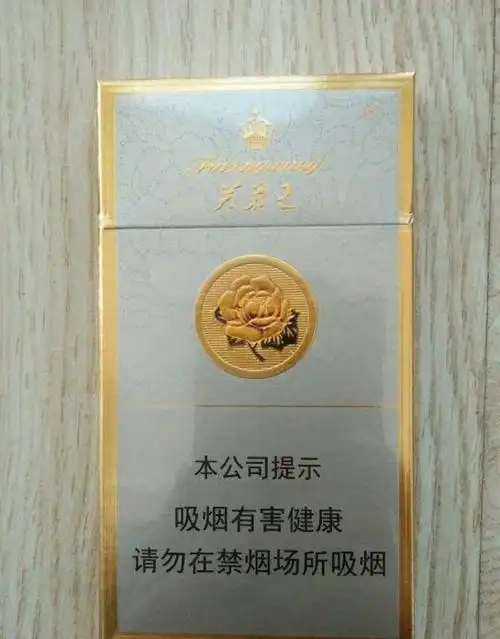 Furongwang
芙蓉王
本公司提示
吸烟有害健康
请勿在禁烟场所吸烟